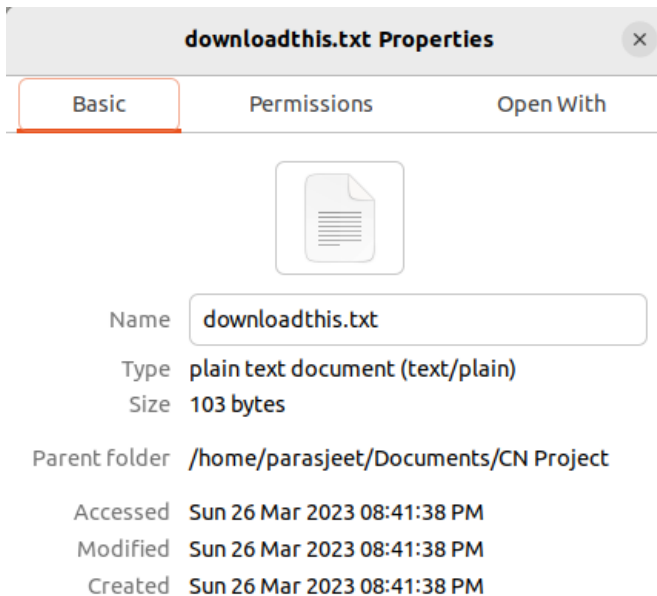 downloadthis.txt Properties
Basic Permissions Open With
Name downloadthis.txt
Type plain text document (text/plain)
Size 103 bytes
Parent folder /home/parasjeet/Documents/CN Project
Accessed Sun 26 Mar 2023 08:41:38 PM
Modified Sun 26 Mar 2023 08:41:38 PM
Created Sun 26 Mar 2023 08:41:38 PM